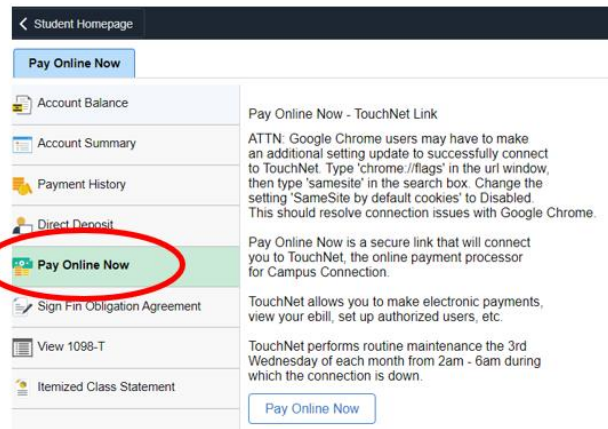 Student Homepage
Pay Online Now
Account Balance
Account Summary
Payment History
Direct Deposit
Pay Online Now
Sign Fin Obligation Agreement
View 1098-T
Itemized Class Statement
Pay Online Now - TouchNet Link
ATTN: Google Chrome users may have to make
an additional setting update to successfully connect
to TouchNet. Type 'chrome://flags' in the url window,
then type 'samesite' in the search box. Change the
setting 'SameSite by default cookies' to Disabled.
This should resolve connection issues with Google Chrome.
Pay Online Now is a secure link that will connect
you to TouchNet, the online payment processor
for Campus Connection.
TouchNet allows you to make electronic payments,
view your ebill, set up authorized users, etc.
TouchNet performs routine maintenance the 3rd
Wednesday of each month from 2am - 6am during
which the connection is down.
Pay Online Now